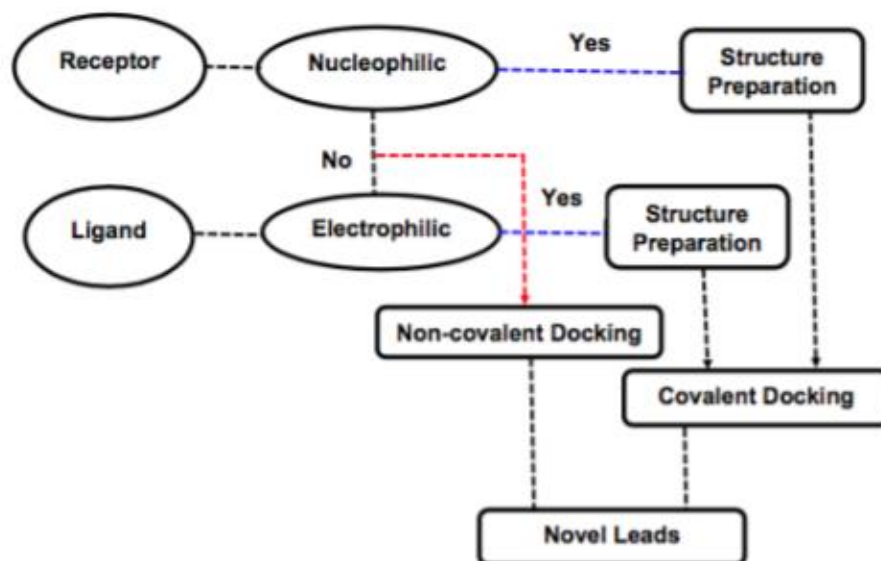 Receptor
Nucleophilic
Yes
Structure
Preparation
No
Ligand
Electrophilic
Yes
Structure
Preparation
Non-covalent Docking
Covalent Docking
Novel Leads